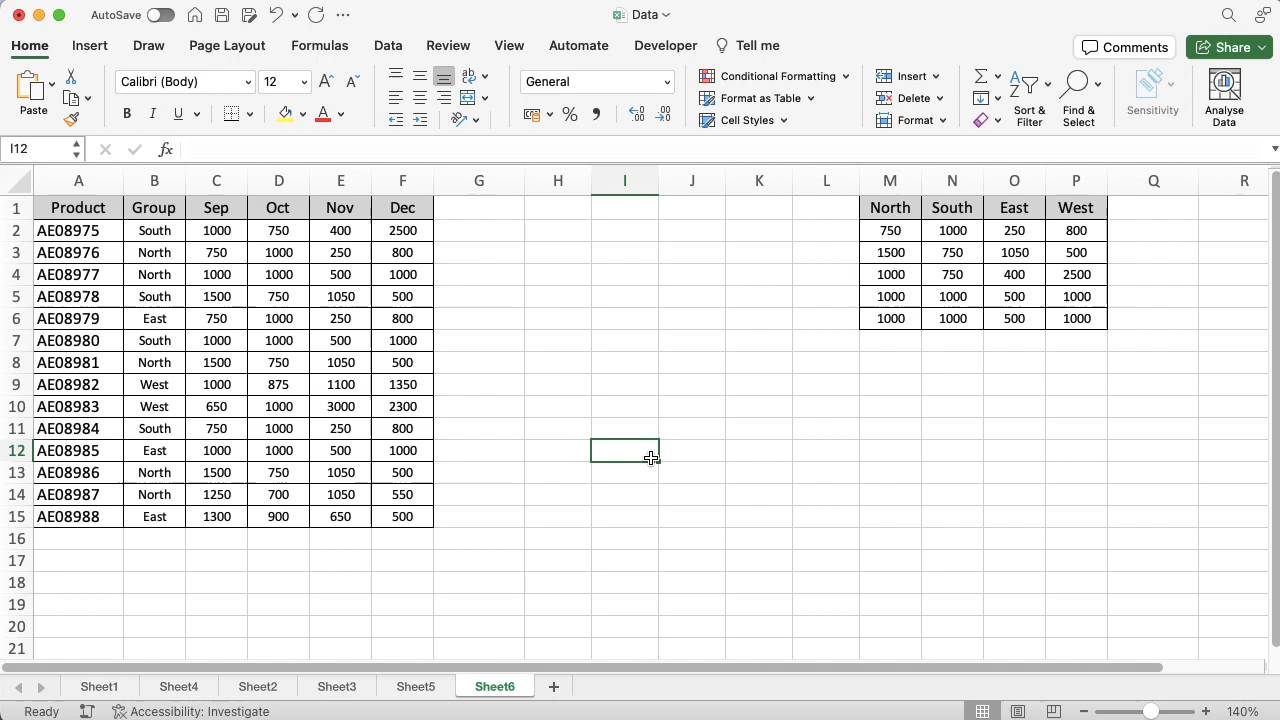 AutoSave Data
Home Insert Draw Page Layout Formulas Data Review View Automate Developer Tell me Comments Share
Paste Calibri (Body) 12 General Conditional Formatting Format as Table Cell Styles Insert Delete Format Sort & Filter Find & Select Sensitivity Analyse Data
B I U A % 9
I12 fx
A B C D E F G H I J K L M N O P Q R
1 Product Group Sep Oct Nov Dec North South East West
2 AE08975 South 1000 750 400 2500 750 1000 250 800
3 AE08976 North 750 1000 250 800 1500 750 1050 500
4 AE08977 North 1000 1000 500 1000 1000 750 400 2500
5 AE08978 South 1500 750 1050 500 1000 1000 500 1000
6 AE08979 East 750 1000 250 800 1000 1000 500 1000
7 AE08980 South 1000 1000 500 1000
8 AE08981 North 1500 750 1050 500
9 AE08982 West 1000 875 1100 1350
10 AE08983 West 650 1000 3000 2300
11 AE08984 South 750 1000 250 800
12 AE08985 East 1000 1000 500 1000
13 AE08986 North 1500 750 1050 500
14 AE08987 North 1250 700 1050 550
15 AE08988 East 1300 900 650 500
16
17
18
19
20
21
Sheet1 Sheet4 Sheet2 Sheet3 Sheet5 Sheet6 +
Ready Accessibility: Investigate 140%